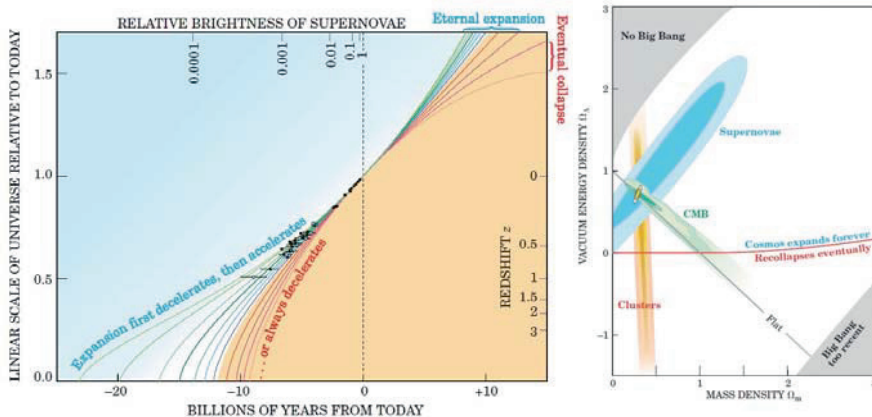 RELATIVE BRIGHTNESS OF SUPERNOVAE
Eternal expansion
Eventual collapse
0.0001
0.001
0.01
0.1
1
LINEAR SCALE OF UNIVERSE RELATIVE TO TODAY
1.5
1.0
0.5
0.0
Expansion first decelerates, then accelerates
... or always decelerates
REDSHIFT z
0
0.5
1
1.5
2
3
−20
−10
0
+10
BILLIONS OF YEARS FROM TODAY
VACUUM ENERGY DENSITY ΩΛ
3
2
1
0
−1
No Big Bang
Supernovae
CMB
Cosmos expands forever
Recollapses eventually
Clusters
Flat
Big Bang
too recent
0
1
2
3
MASS DENSITY Ωm